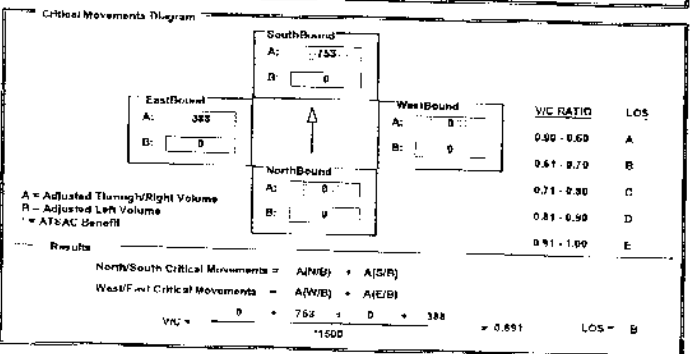 Critical Movements Diagram
SouthBound
A: 753
B: 0
EastBound
A: 388
B: 0
WestBound
A: 0
B: 0
NorthBound
A: 0
B: 0
V/C RATIO LOS
0.00 - 0.60 A
0.61 - 0.70 B
0.71 - 0.80 C
0.81 - 0.90 D
0.91 - 1.00 E
A = Adjusted Through/Right Volume
B = Adjusted Left Volume
* = ATSAC Benefit
Results
North/South Critical Movements = A(N/B) + A(S/B)
West/East Critical Movements = A(W/B) + A(E/B)
V/C = 0 + 753 + 0 + 388 = 0.691 LOS = B
*1500